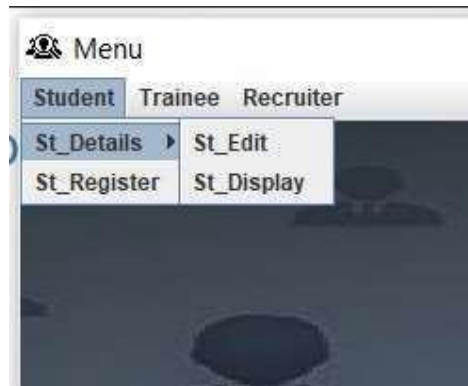 Menu
Student Trainee Recruiter
St_Details St_Edit
St_Register St_Display